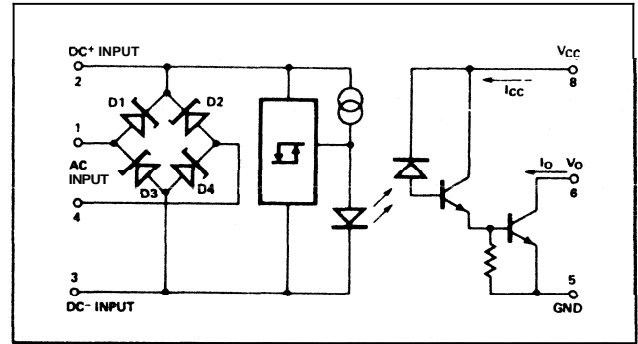 DC+ INPUT
2
D1
D2
1
AC
INPUT
4
D3
D4
3
DC- INPUT
VCC
8
ICC
IO
VO
6
5
GND